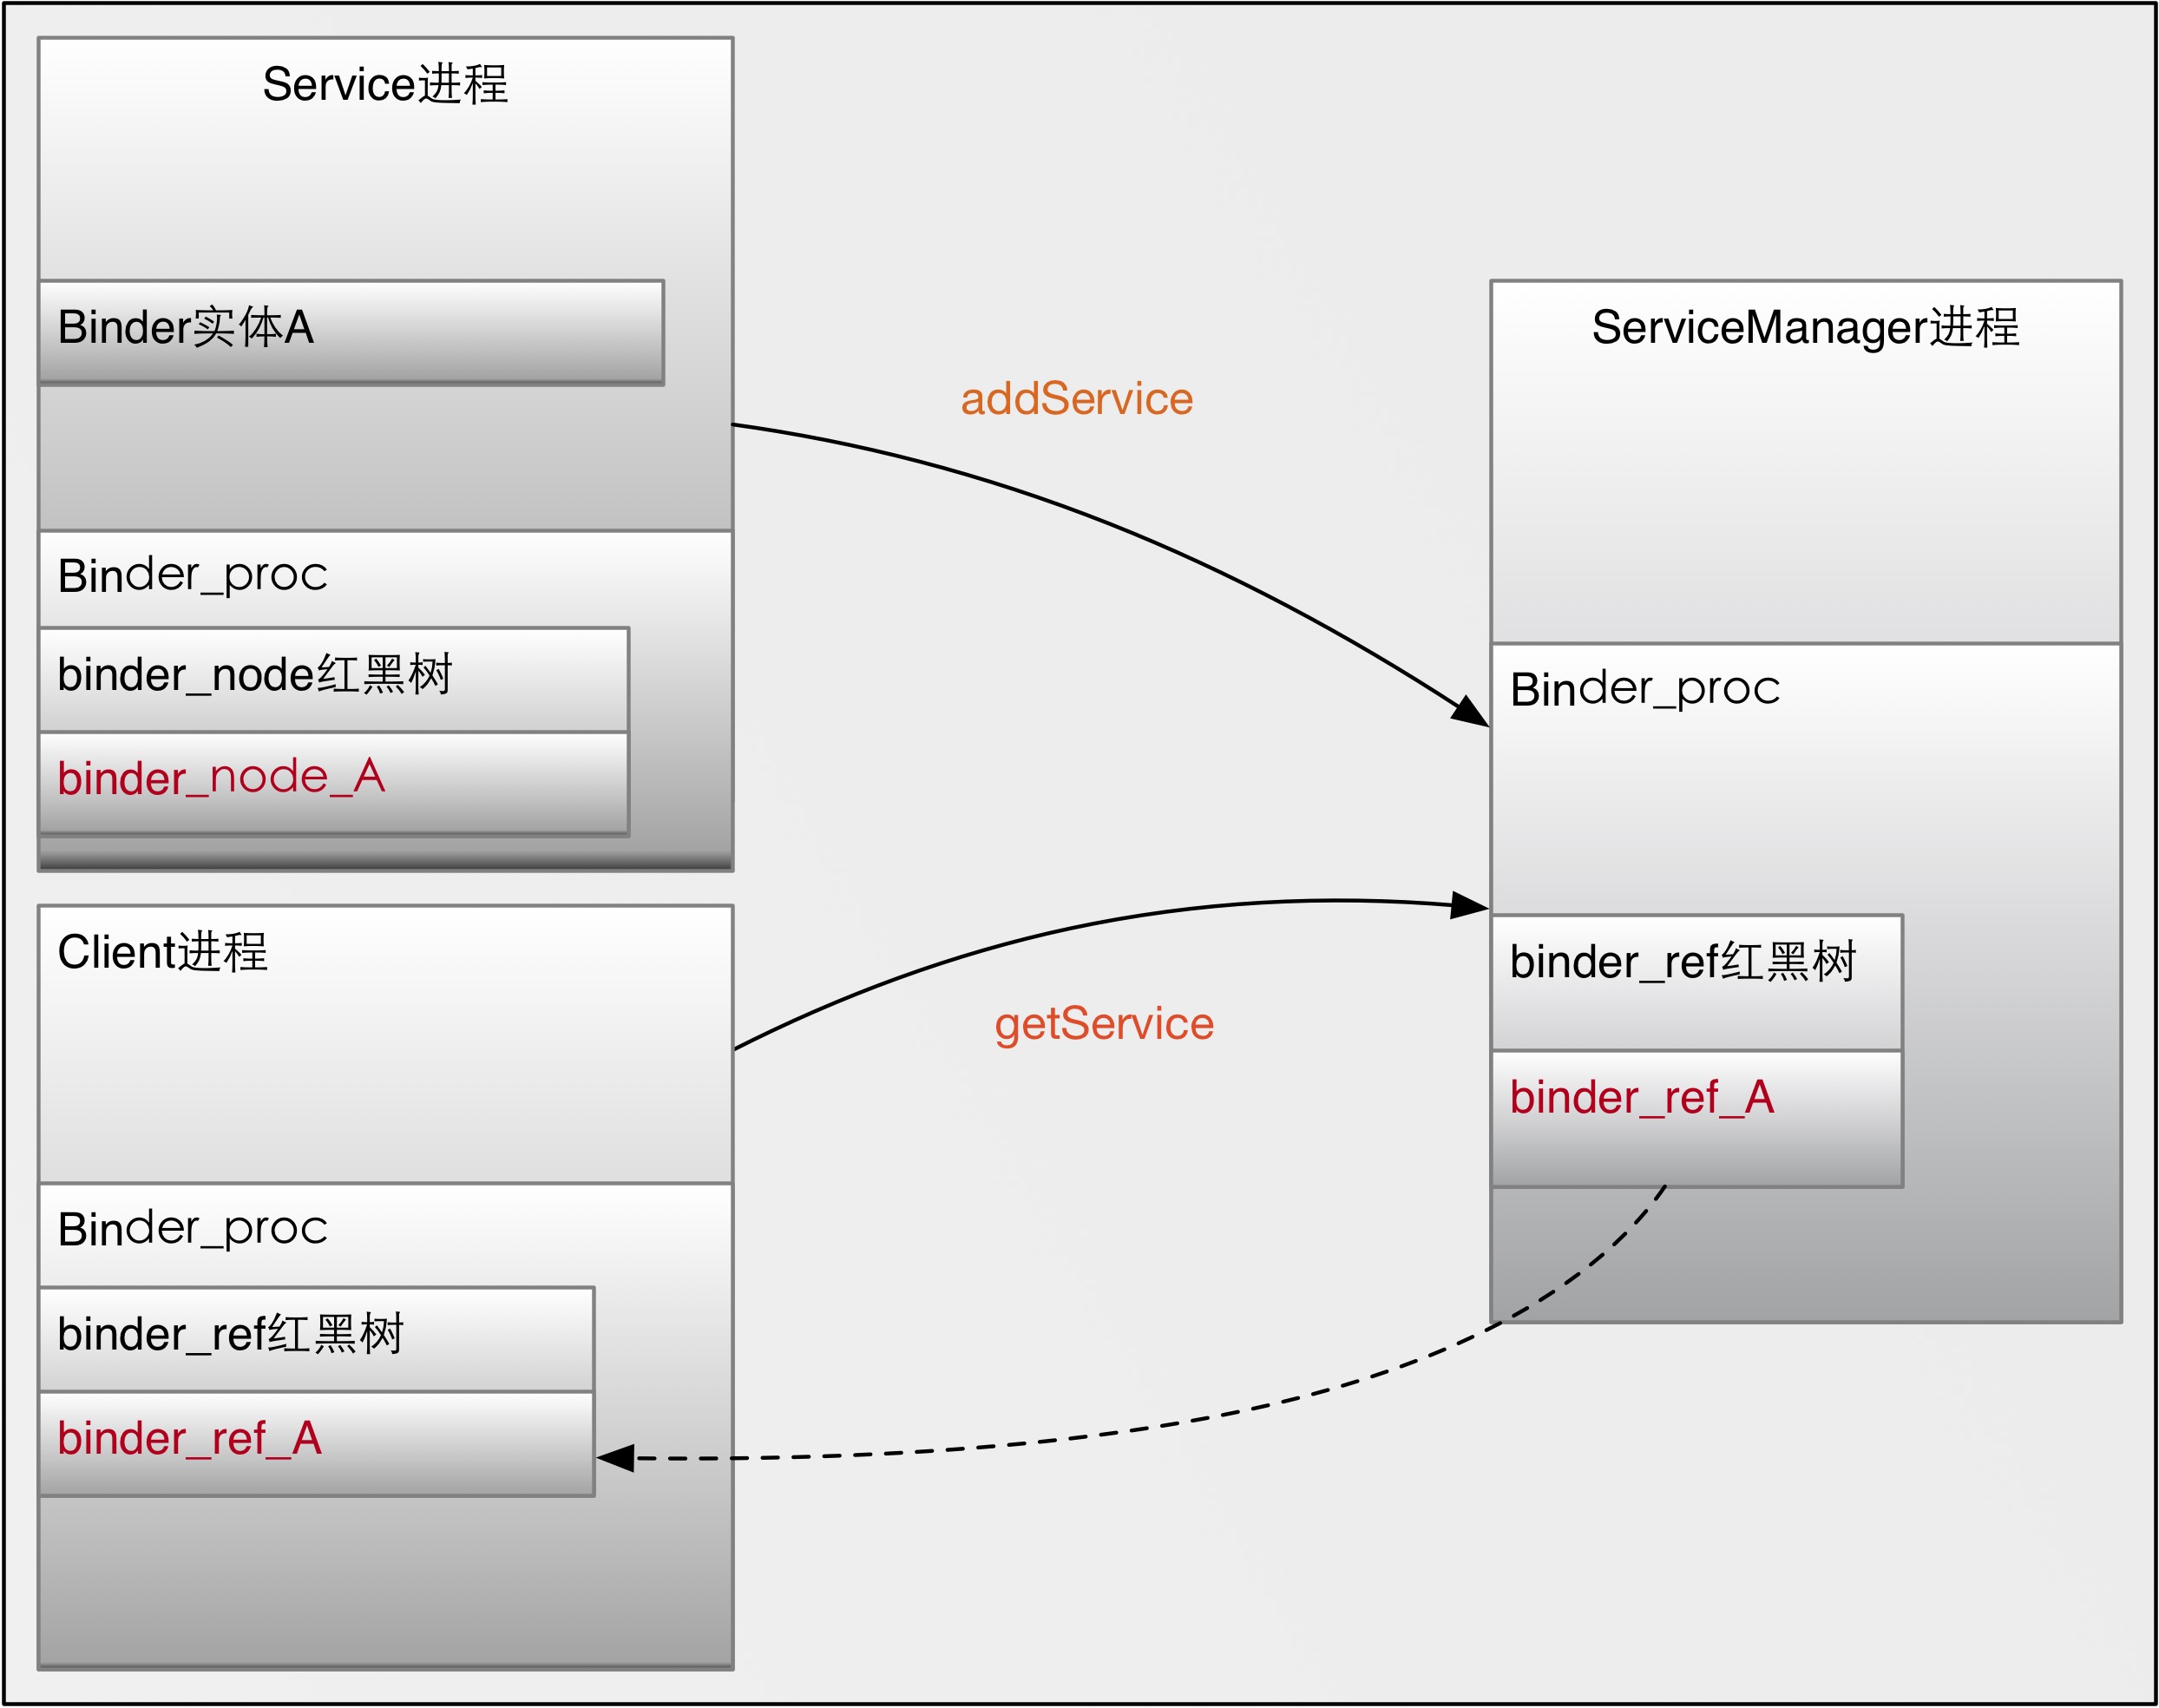 Service进程
Binder实体A
Binder_proc
binder_node红黑树
binder_node_A
addService
ServiceManager进程
Binder_proc
binder_ref红黑树
binder_ref_A
getService
Client进程
Binder_proc
binder_ref红黑树
binder_ref_A